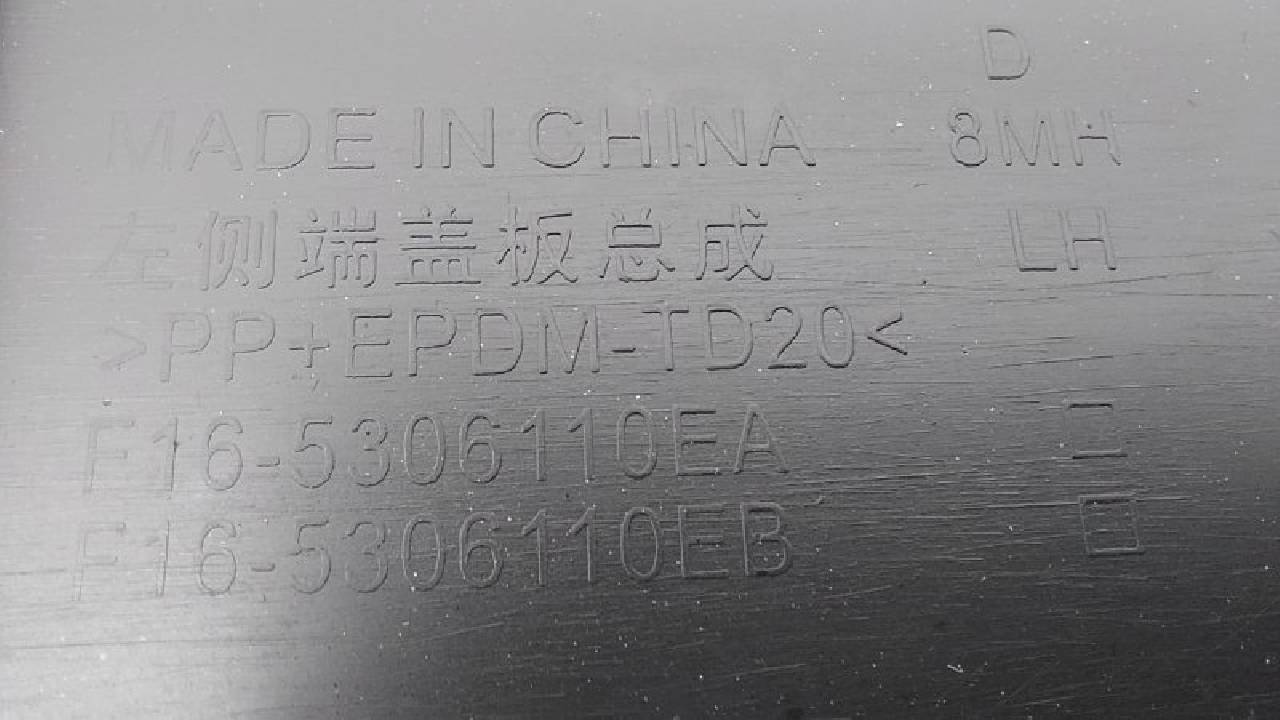 D
MADE IN CHINA 8MH
左侧端盖板总成 LH
>PP+EPDM-TD20<
F16-5306110EA
F16-5306110EB